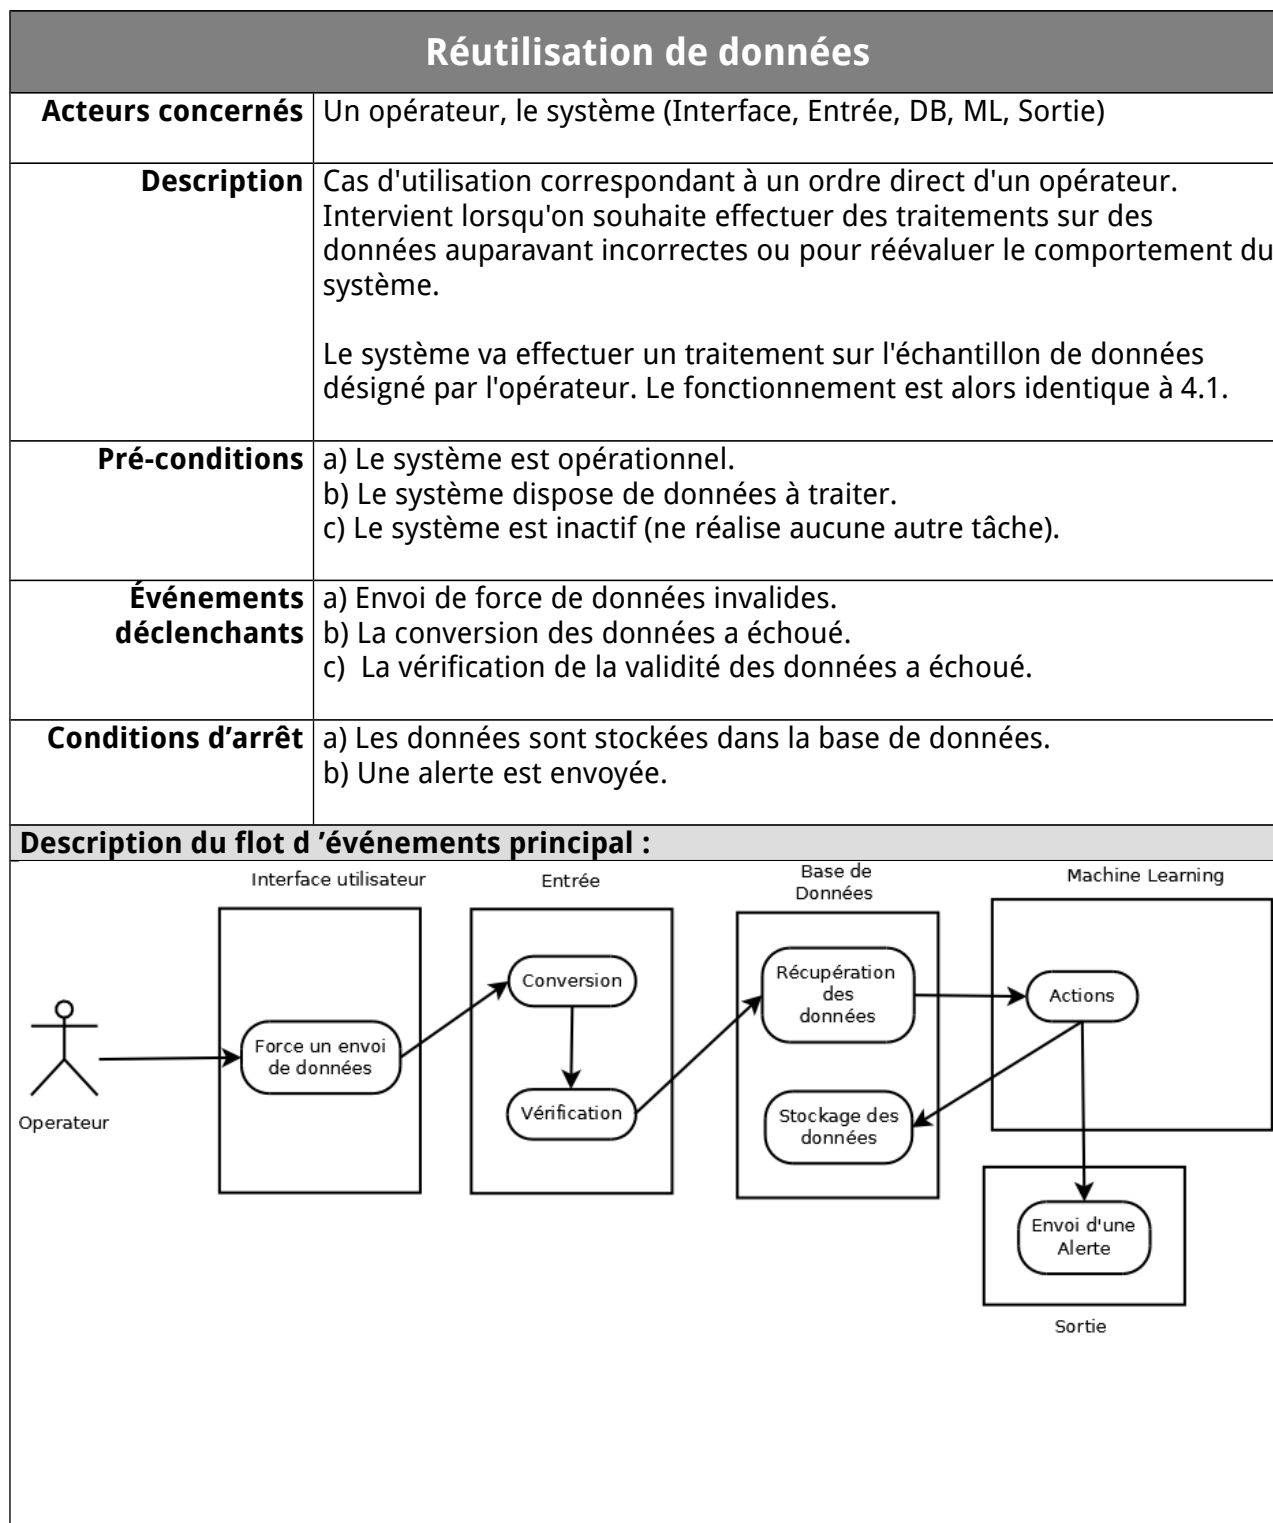 Réutilisation de données
Acteurs concernés
Un opérateur, le système (Interface, Entrée, DB, ML, Sortie)
Description
Cas d'utilisation correspondant à un ordre direct d'un opérateur.
Intervient lorsqu'on souhaite effectuer des traitements sur des
données auparavant incorrectes ou pour réévaluer le comportement du
système.
Le système va effectuer un traitement sur l'échantillon de données
désigné par l'opérateur. Le fonctionnement est alors identique à 4.1.
Pré-conditions
a) Le système est opérationnel.
b) Le système dispose de données à traiter.
c) Le système est inactif (ne réalise aucune autre tâche).
Événements
déclenchants
a) Envoi de force de données invalides.
b) La conversion des données a échoué.
c)  La vérification de la validité des données a échoué.
Conditions d’arrêt
a) Les données sont stockées dans la base de données.
b) Une alerte est envoyée.
Description du flot d ’événements principal :
Interface utilisateur
Entrée
Base de
Données
Machine Learning
Operateur
Force un envoi
de données
Conversion
Vérification
Récupération
des
données
Stockage des
données
Actions
Envoi d'une
Alerte
Sortie